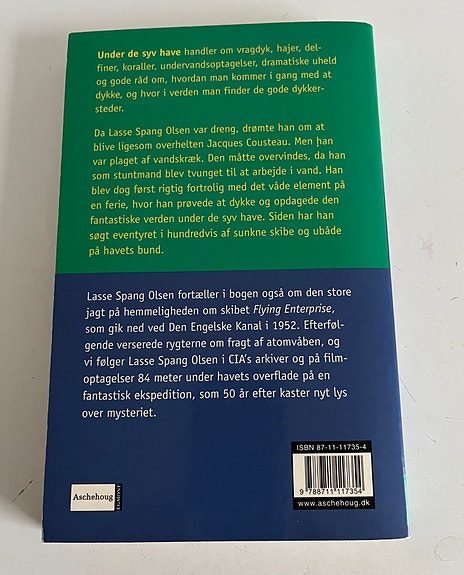 Under de syv have handler om vragdyk, hajer, del-
finer, koraller, undervandsoptagelser, dramatiske uheld
og gode råd om, hvordan man kommer i gang med at
dykke, og hvor i verden man finder de gode dykker-
steder.
Da Lasse Spang Olsen var dreng, drømte han om at
blive ligesom overhelten Jacques Cousteau. Men han
var plaget af vandskræk. Den måtte overvindes, da han
som stuntmand blev tvunget til at arbejde i vand. Han
blev dog først rigtig fortrolig med det våde element på
en ferie, hvor han prøvede at dykke og opdagede den
fantastiske verden under de syv have. Siden har han
søgt eventyret i hundredvis af sunkne skibe og ubåde
på havets bund.
Lasse Spang Olsen fortæller i bogen også om den store
jagt på hemmeligheden om skibet Flying Enterprise,
som gik ned ved Den Engelske Kanal i 1952. Efterføl-
gende verserede rygterne om fragt af atomvåben, og
vi følger Lasse Spang Olsen i CIA's arkiver og på film-
optagelser 84 meter under havets overflade på en
fantastisk ekspedition, som 50 år efter kaster nyt lys
over mysteriet.
ISBN 87-11-11735-4
9 788711 117354
www.aschehoug.dk
Aschehoug
EGMONT